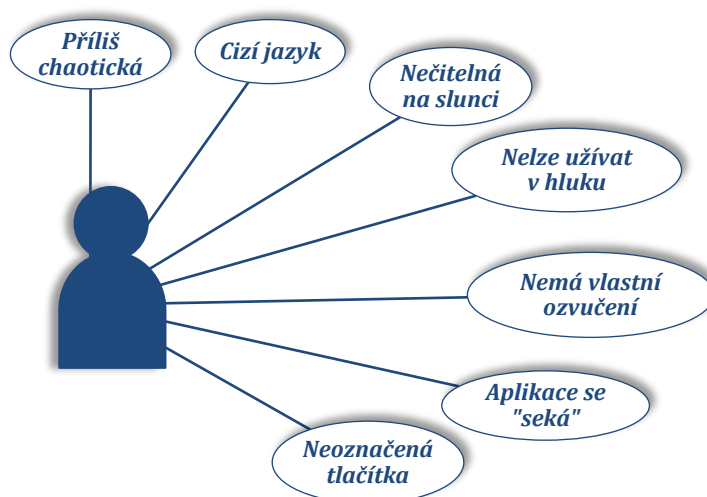 Příliš
chaotická
Cizí jazyk
Nečitelná
na slunci
Nelze užívat
v hluku
Nemá vlastní
ozvučení
Aplikace se
"seká"
Neoznačená
tlačítka